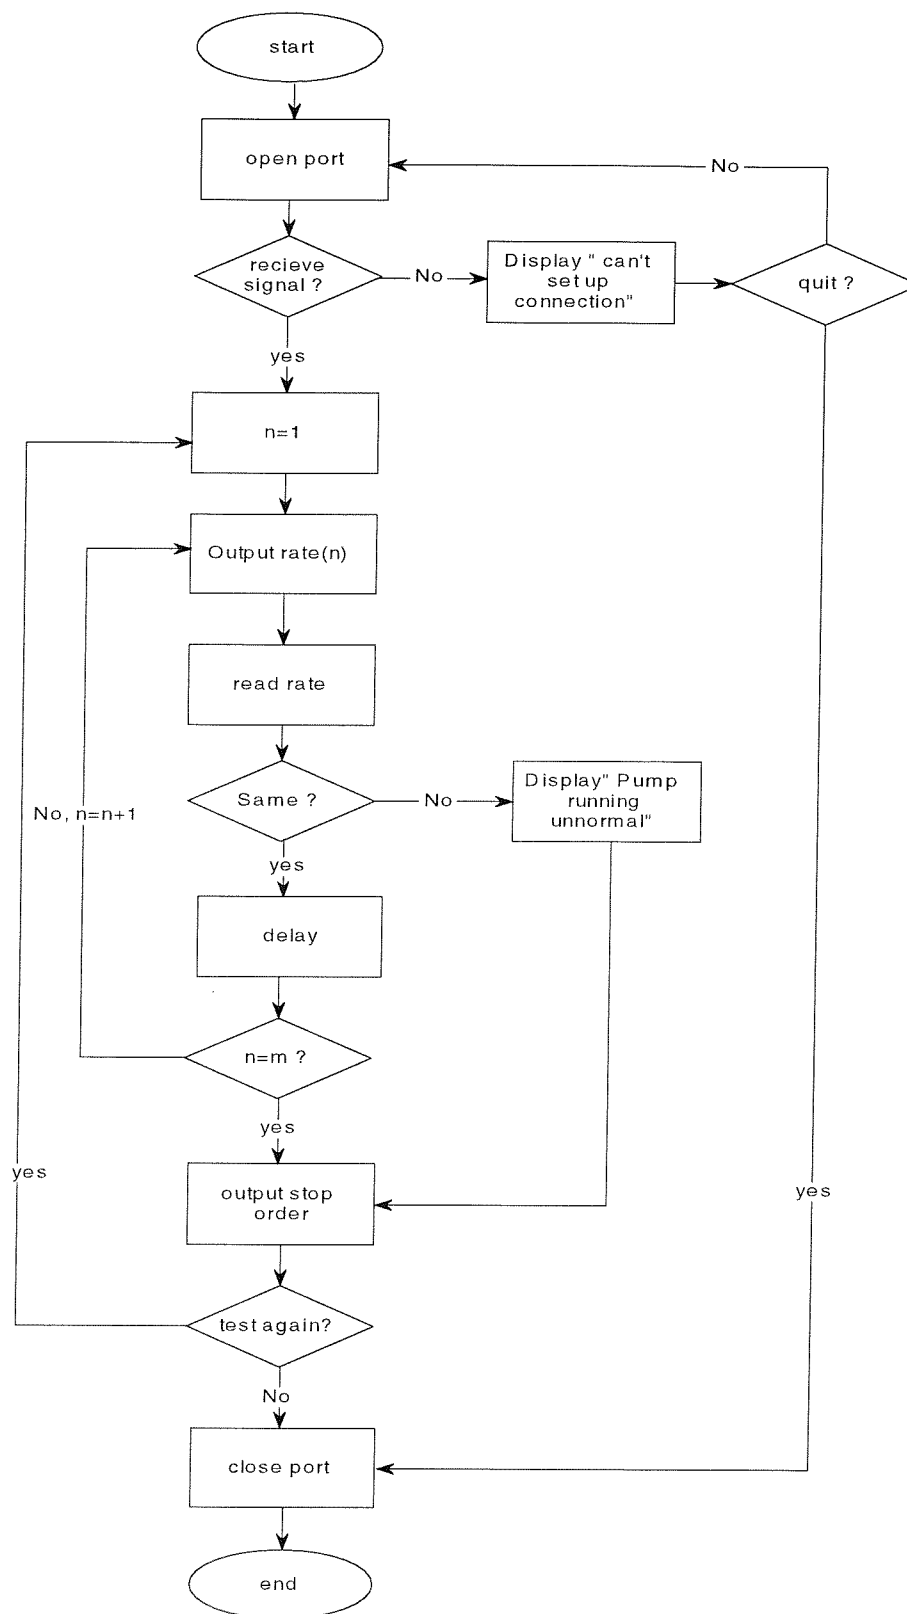 start
open port
No
recieve
signal ?
No
Display " can't
set up
connection"
quit ?
yes
n=1
Output rate(n)
read rate
Same ?
No
Display" Pump
running
unnormal"
No, n=n+1
yes
delay
n=m ?
yes
yes
output stop
order
yes
test again?
No
close port
end